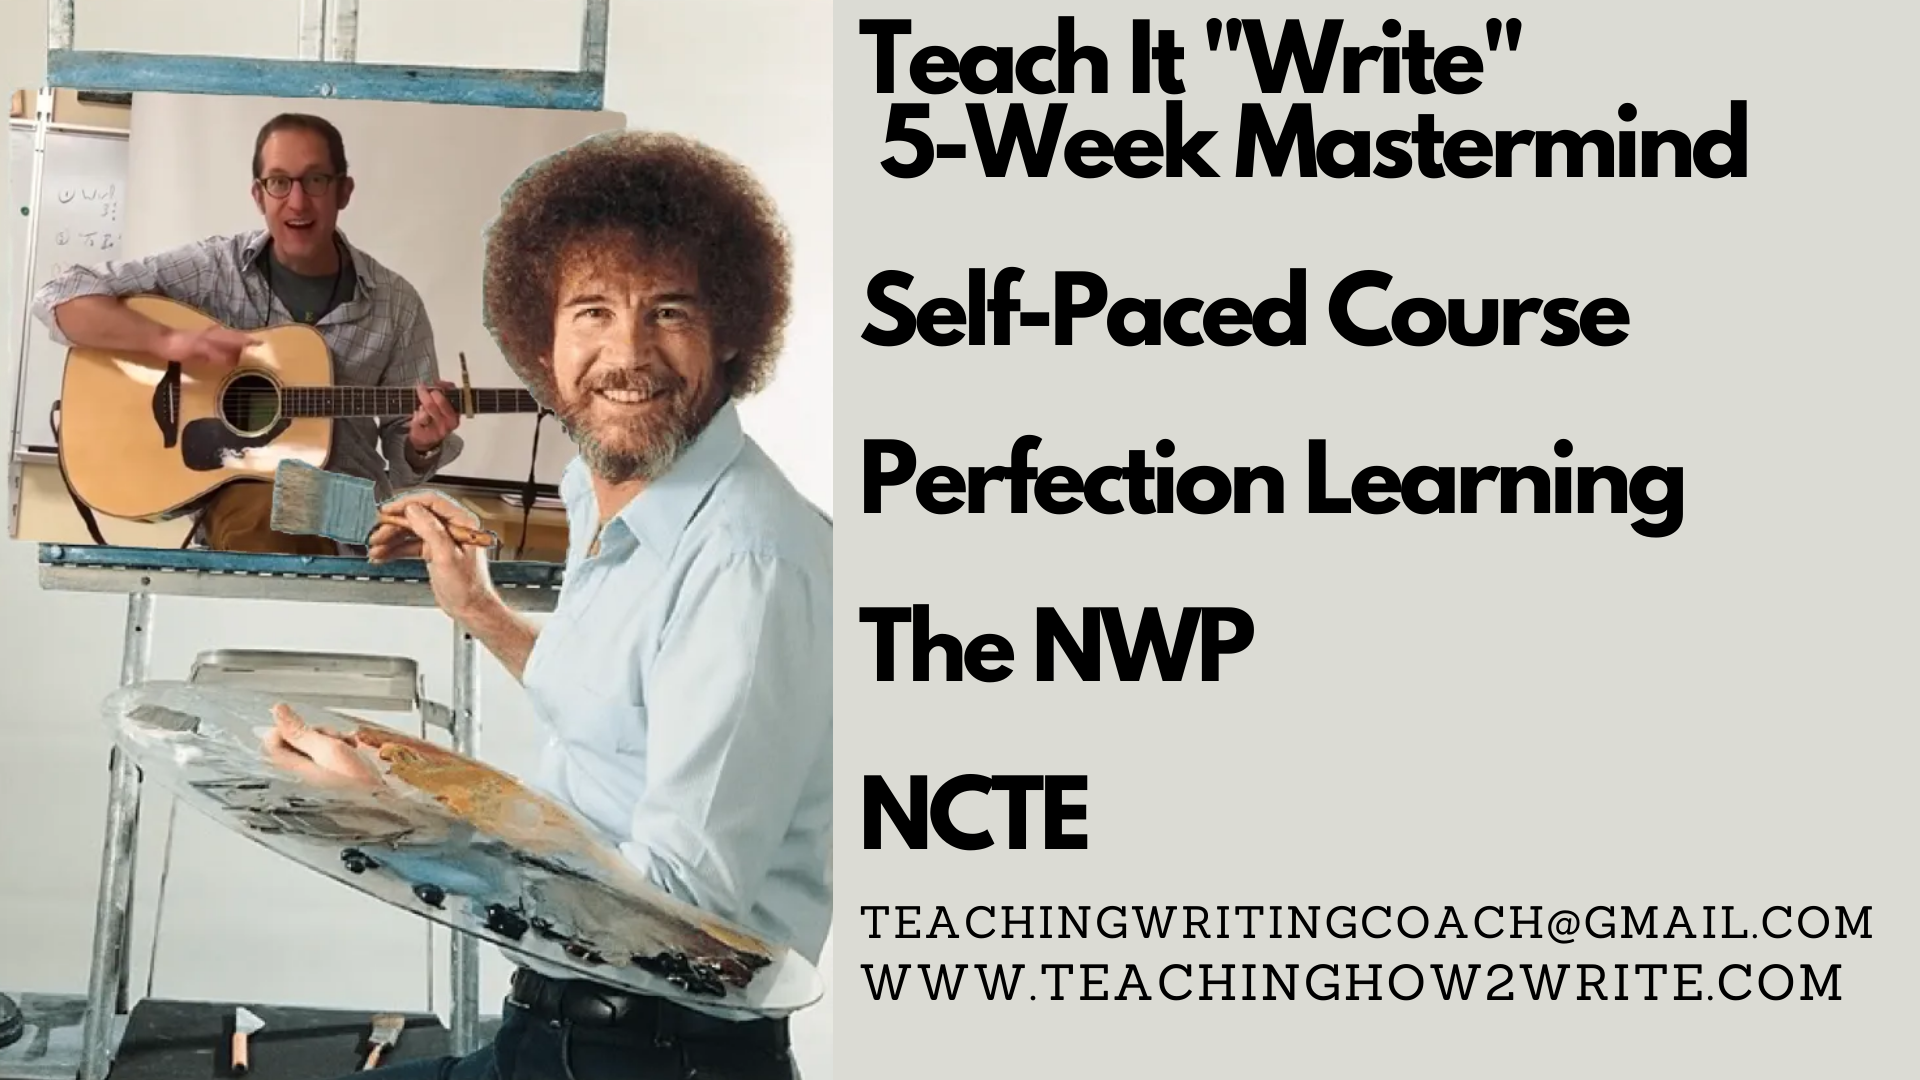 Teach It "Write"
5-Week Mastermind
Self-Paced Course
Perfection Learning
The NWP
NCTE
TEACHINGWRITINGCOACH@GMAIL.COM
WWW.TEACHINGHOW2WRITE.COM